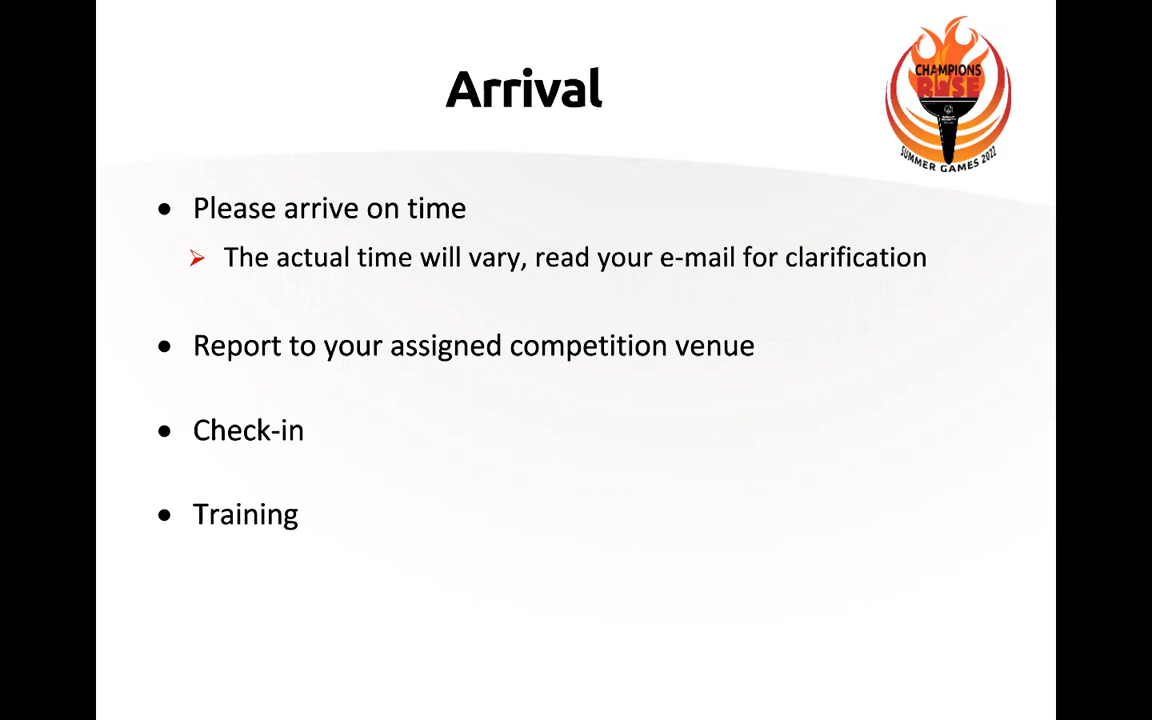 Arrival
CHAMPIONS
RISE
SUMMER GAMES 2022
Please arrive on time
The actual time will vary, read your e-mail for clarification
Report to your assigned competition venue
Check-in
Training